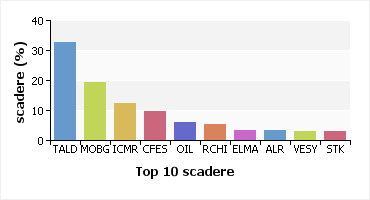 40
30
20
10
0
scadere (%)
TALD MOBG ICMR CFES OIL RCHI ELMA ALR VESY STK
Top 10 scadere